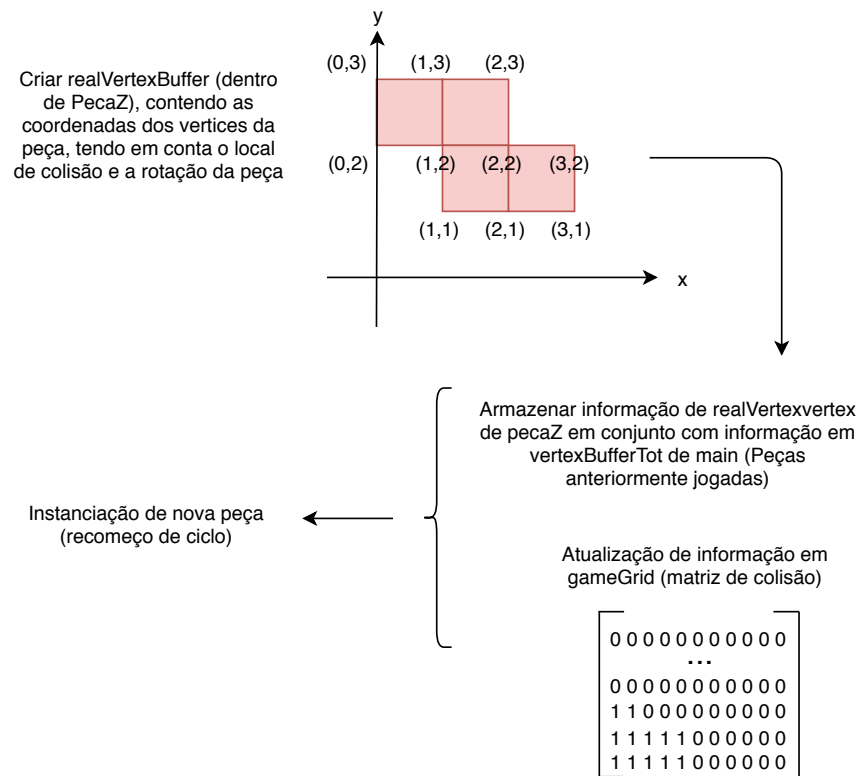 y
(0,3) (1,3) (2,3)
Criar realVertexBuffer (dentro
de PecaZ), contendo as
coordenadas dos vertices da
peça, tendo em conta o local
de colisão e a rotação da peça
(0,2) (1,2) (2,2) (3,2)
(1,1) (2,1) (3,1)
x
Armazenar informação de realVertexvertex
de pecaZ em conjunto com informação em
vertexBufferTot de main (Peças
anteriormente jogadas)
Instanciação de nova peça
(recomeço de ciclo)
Atualização de informação em
gameGrid (matriz de colisão)
0 0 0 0 0 0 0 0 0 0 0
...
0 0 0 0 0 0 0 0 0 0 0
1 1 0 0 0 0 0 0 0 0 0
1 1 1 1 1 0 0 0 0 0 0
1 1 1 1 1 0 0 0 0 0 0